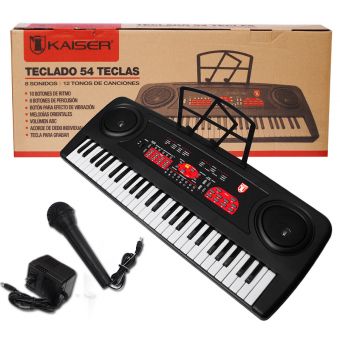 KAISER
TECLADO 54 TECLAS
8 SONIDOS - 12 TONOS DE CANCIONES
• 10 BOTONES DE RITMO
• 8 BOTONES DE PERCUSIÓN
• BOTÓN PARA EFECTO DE VIBRACIÓN
• MELODÍAS ORIENTALES
• VOLUMEN ABC
• ACORDE DE DEDO INDIVIDUAL
• TECLA PARA GRABAR